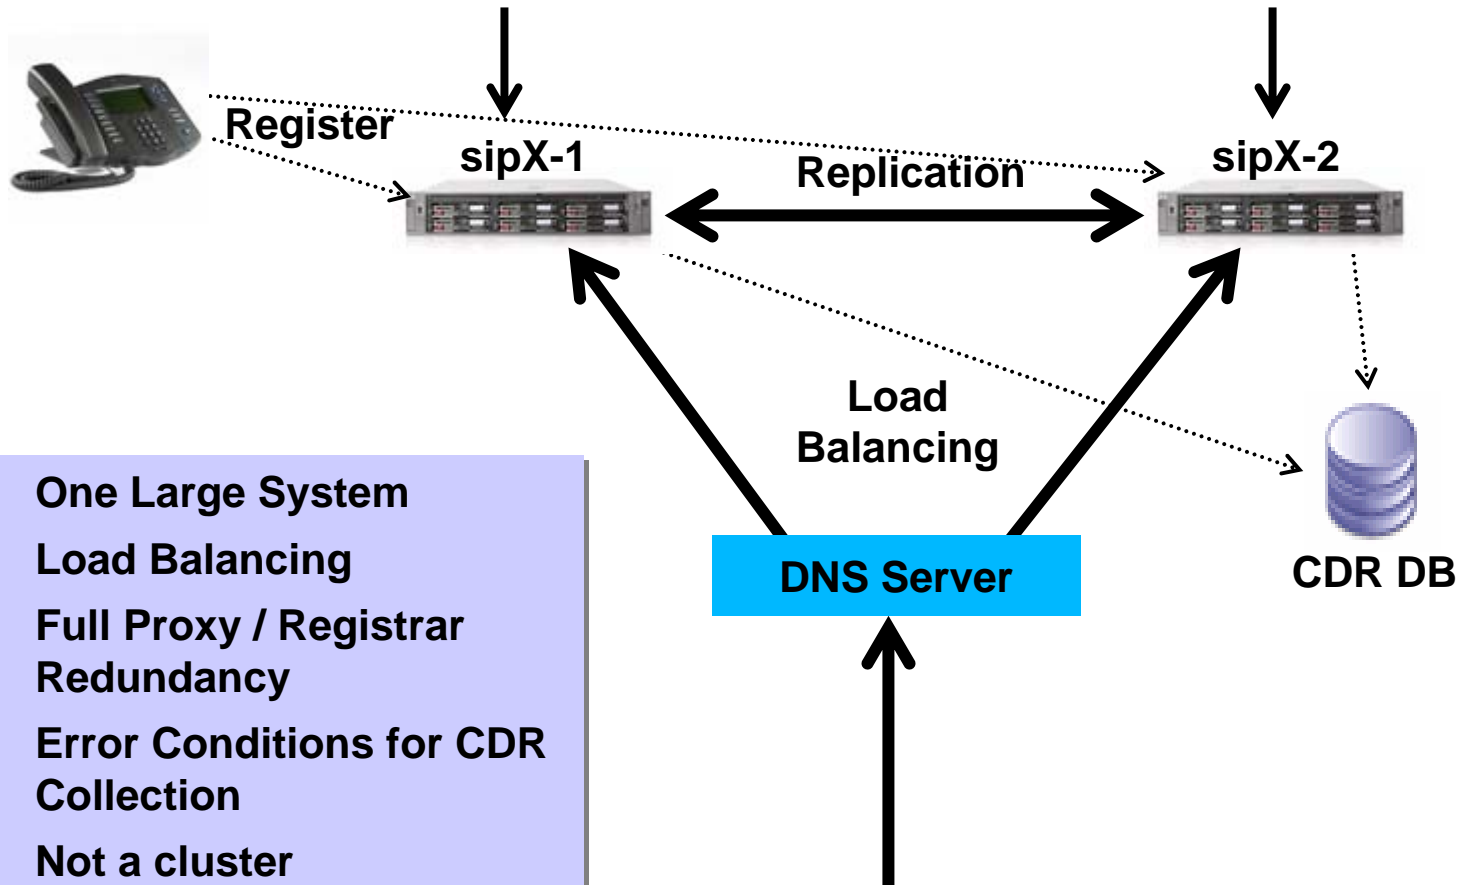 Register
sipX-1
Replication
sipX-2
Load
Balancing
DNS Server
CDR DB
One Large System
Load Balancing
Full Proxy / Registrar
Redundancy
Error Conditions for CDR
Collection
Not a cluster